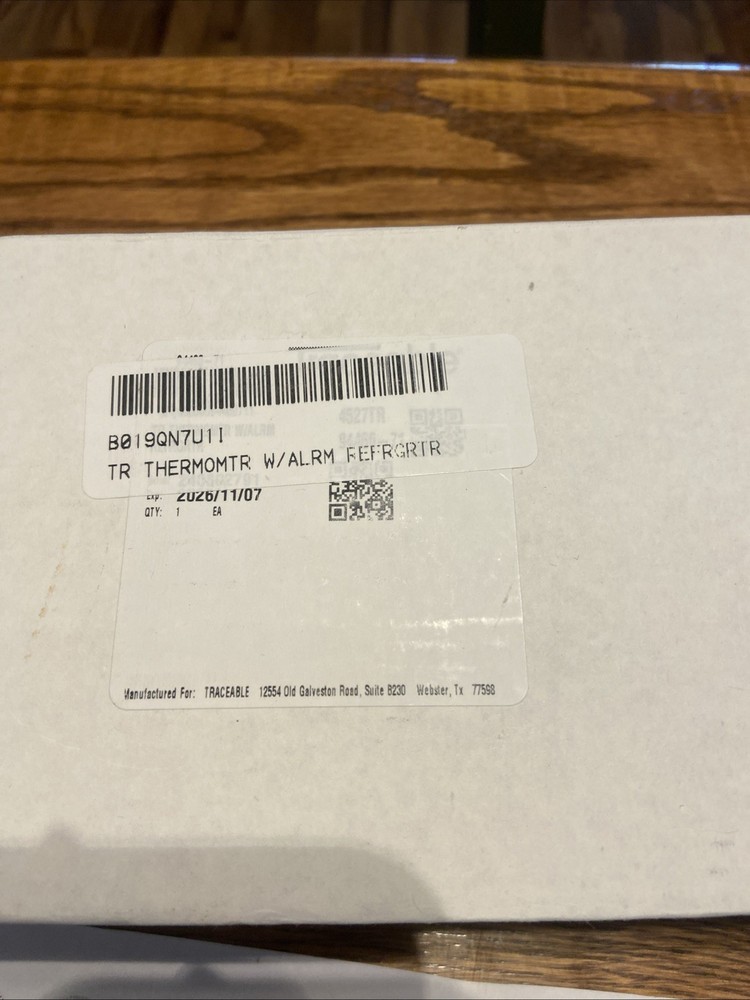 B019QN7U1I
TR THERMOMTR W/ALRM REFRGRTR
4527TR
Exp: 2026/11/07
QTY: 1 EA
Manufactured For: TRACEABLE 12554 Old Galveston Road, Suite B230 Webster, Tx 77598